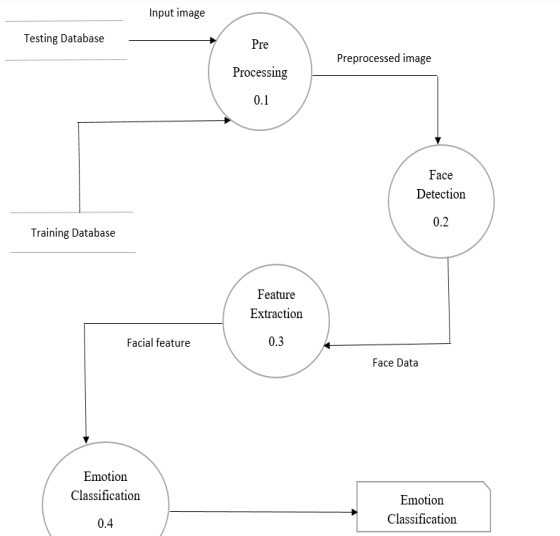 Input image
Testing Database
Pre
Processing
0.1
Preprocessed image
Face
Detection
0.2
Training Database
Feature
Extraction
0.3
Facial feature
Face Data
Emotion
Classification
0.4
Emotion
Classification